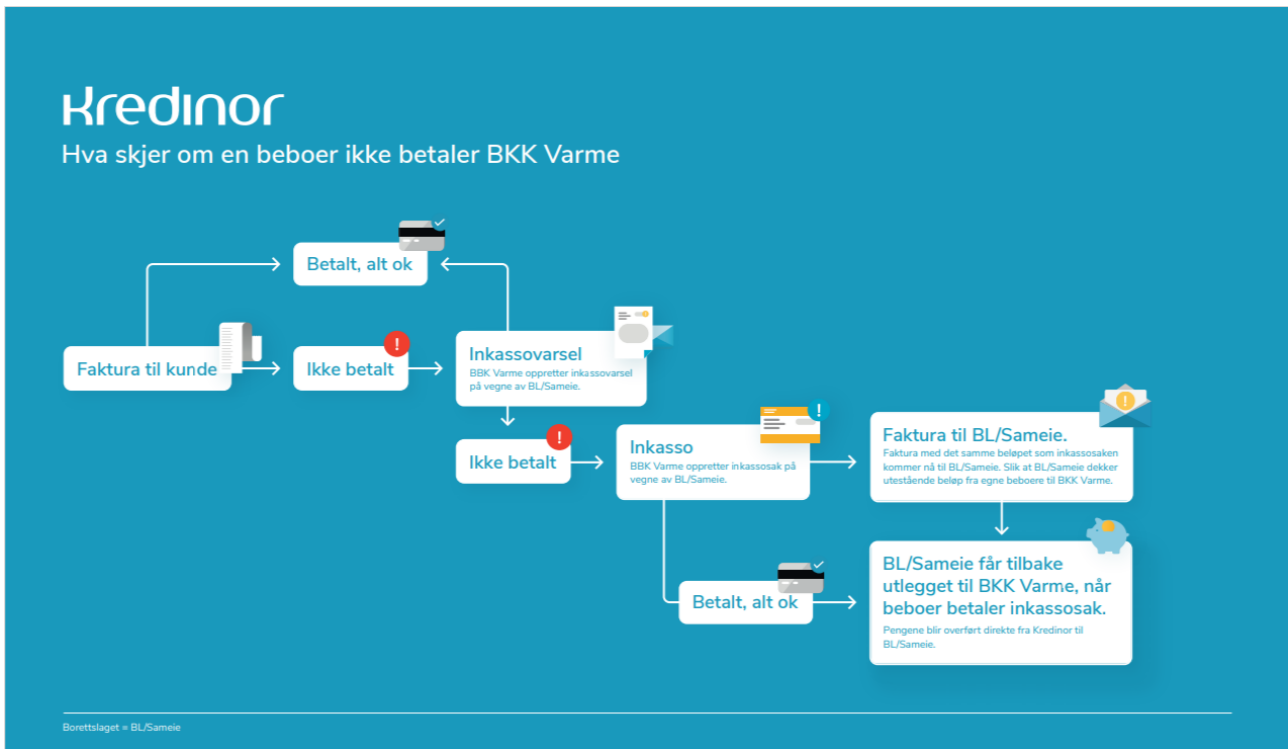 Kredinor
Hva skjer om en beboer ikke betaler BKK Varme
Betalt, alt ok
Faktura til kunde
Ikke betalt
!
Inkassovarsel
BBK Varme oppretter inkassovarsel
på vegne av BL/Sameie.
Ikke betalt
!
Inkasso
BBK Varme oppretter inkassosak på
vegne av BL/Sameie.
!
Faktura til BL/Sameie.
Faktura med det samme beløpet som inkassosaken
kommer nå til BL/Sameie. Slik at BL/Sameie dekker
utestående beløp fra egne beboere til BKK Varme.
!
Betalt, alt ok
BL/Sameie får tilbake
utlegget til BKK Varme, når
beboer betaler inkassosak.
Pengene blir overført direkte fra Kredinor til
BL/Sameie.
Borettslaget = BL/Sameie